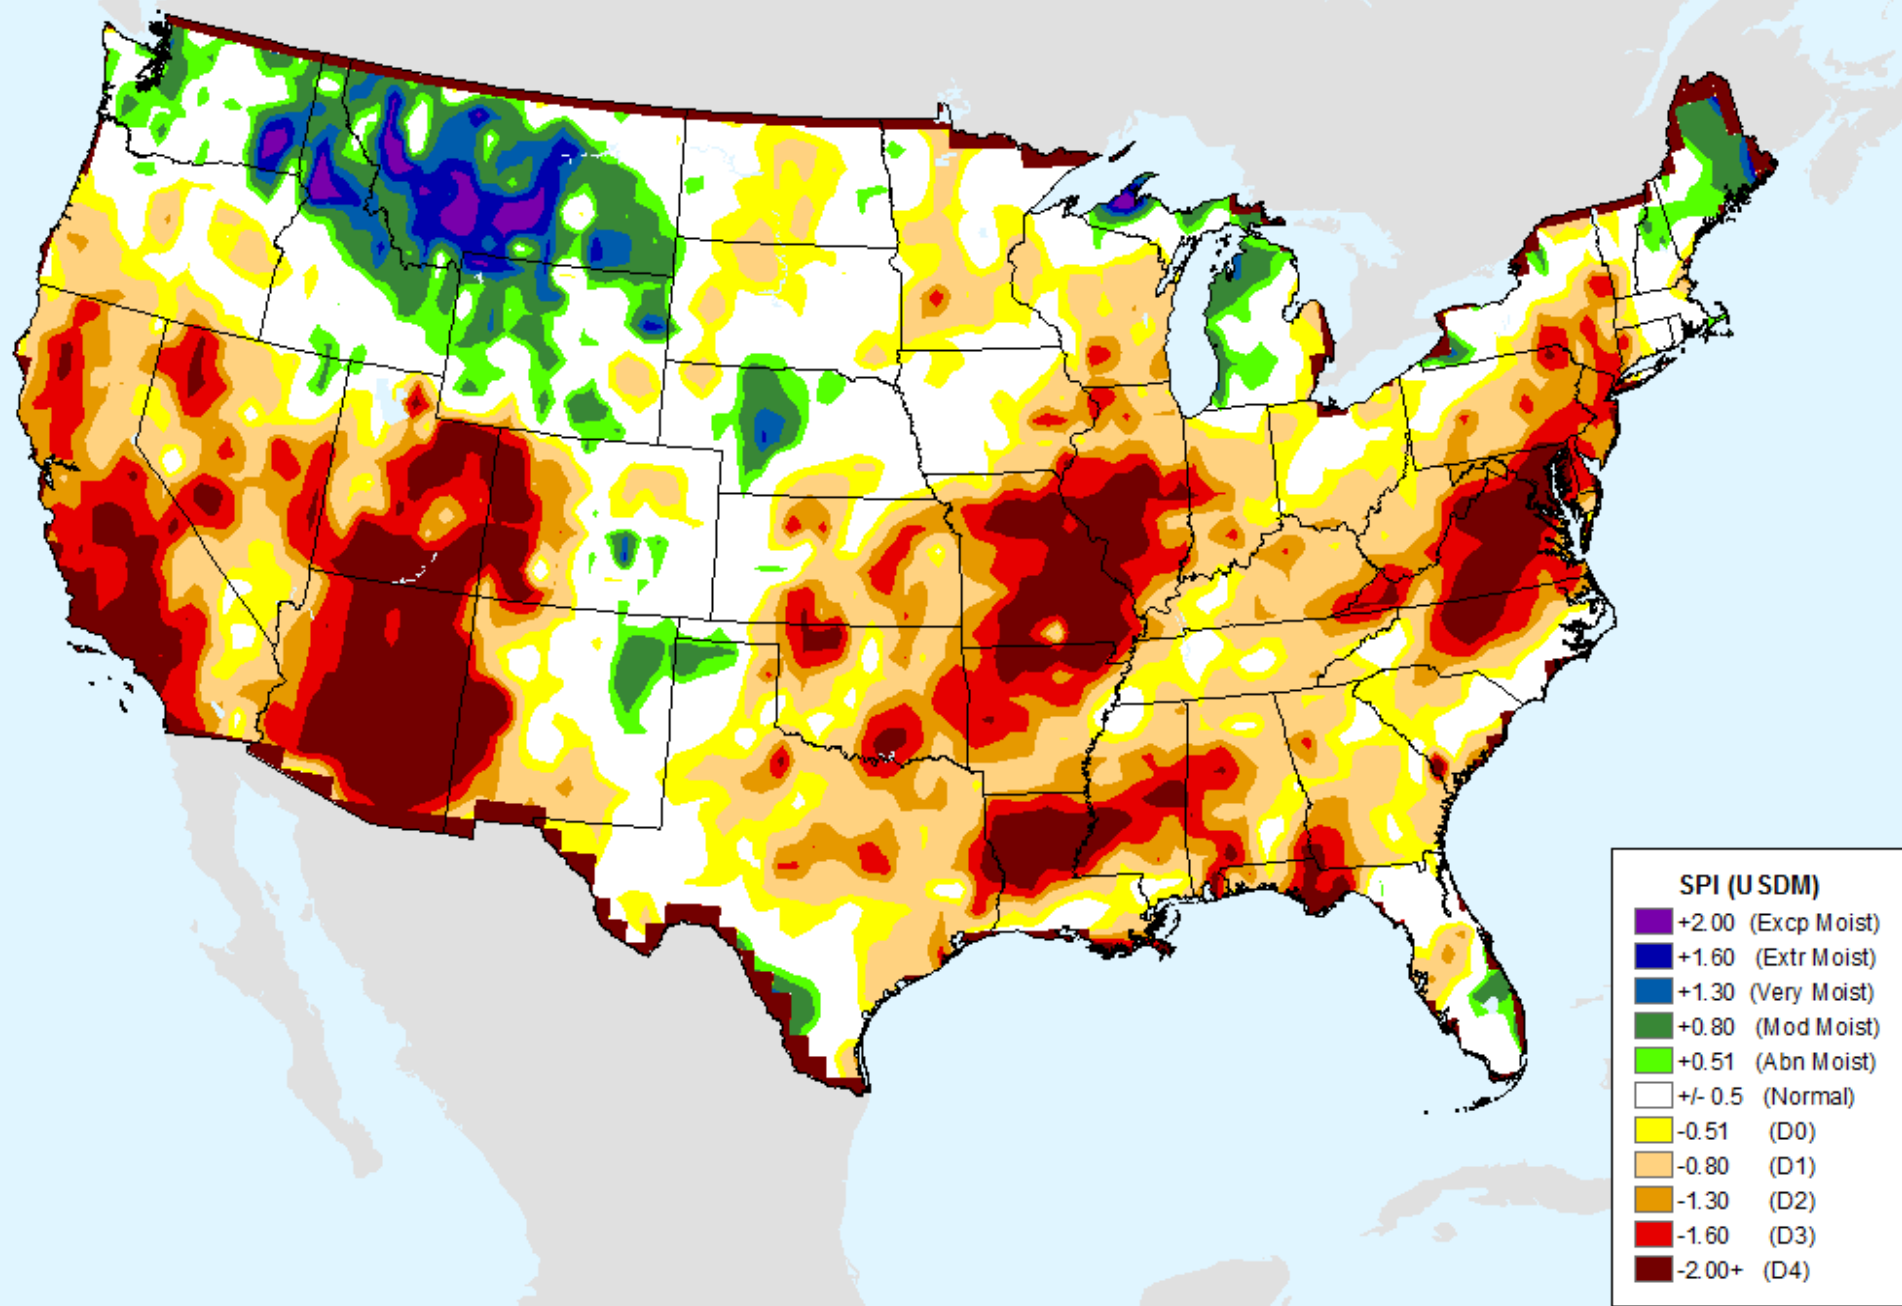 SPI (USDM)
+2.00 (Excp Moist)
+1.60 (Extr Moist)
+1.30 (Very Moist)
+0.80 (Mod Moist)
+0.51 (Abn Moist)
+/- 0.5 (Normal)
-0.51 (D0)
-0.80 (D1)
-1.30 (D2)
-1.60 (D3)
-2.00+ (D4)